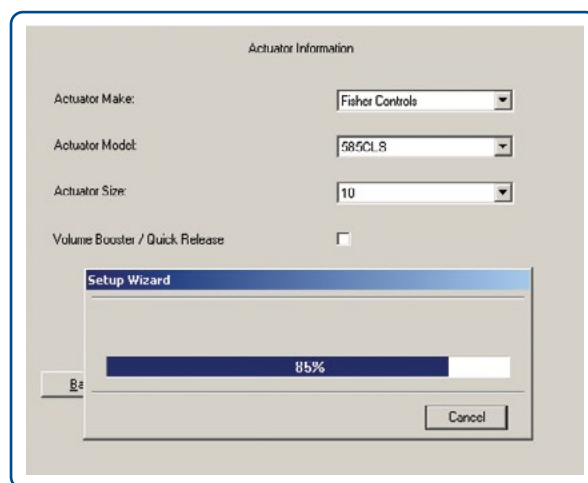 Actuator Information
Actuator Make: Fisher Controls
Actuator Model: 585CLS
Actuator Size: 10
Volume Booster / Quick Release
Setup Wizard
85%
Ba
Cancel